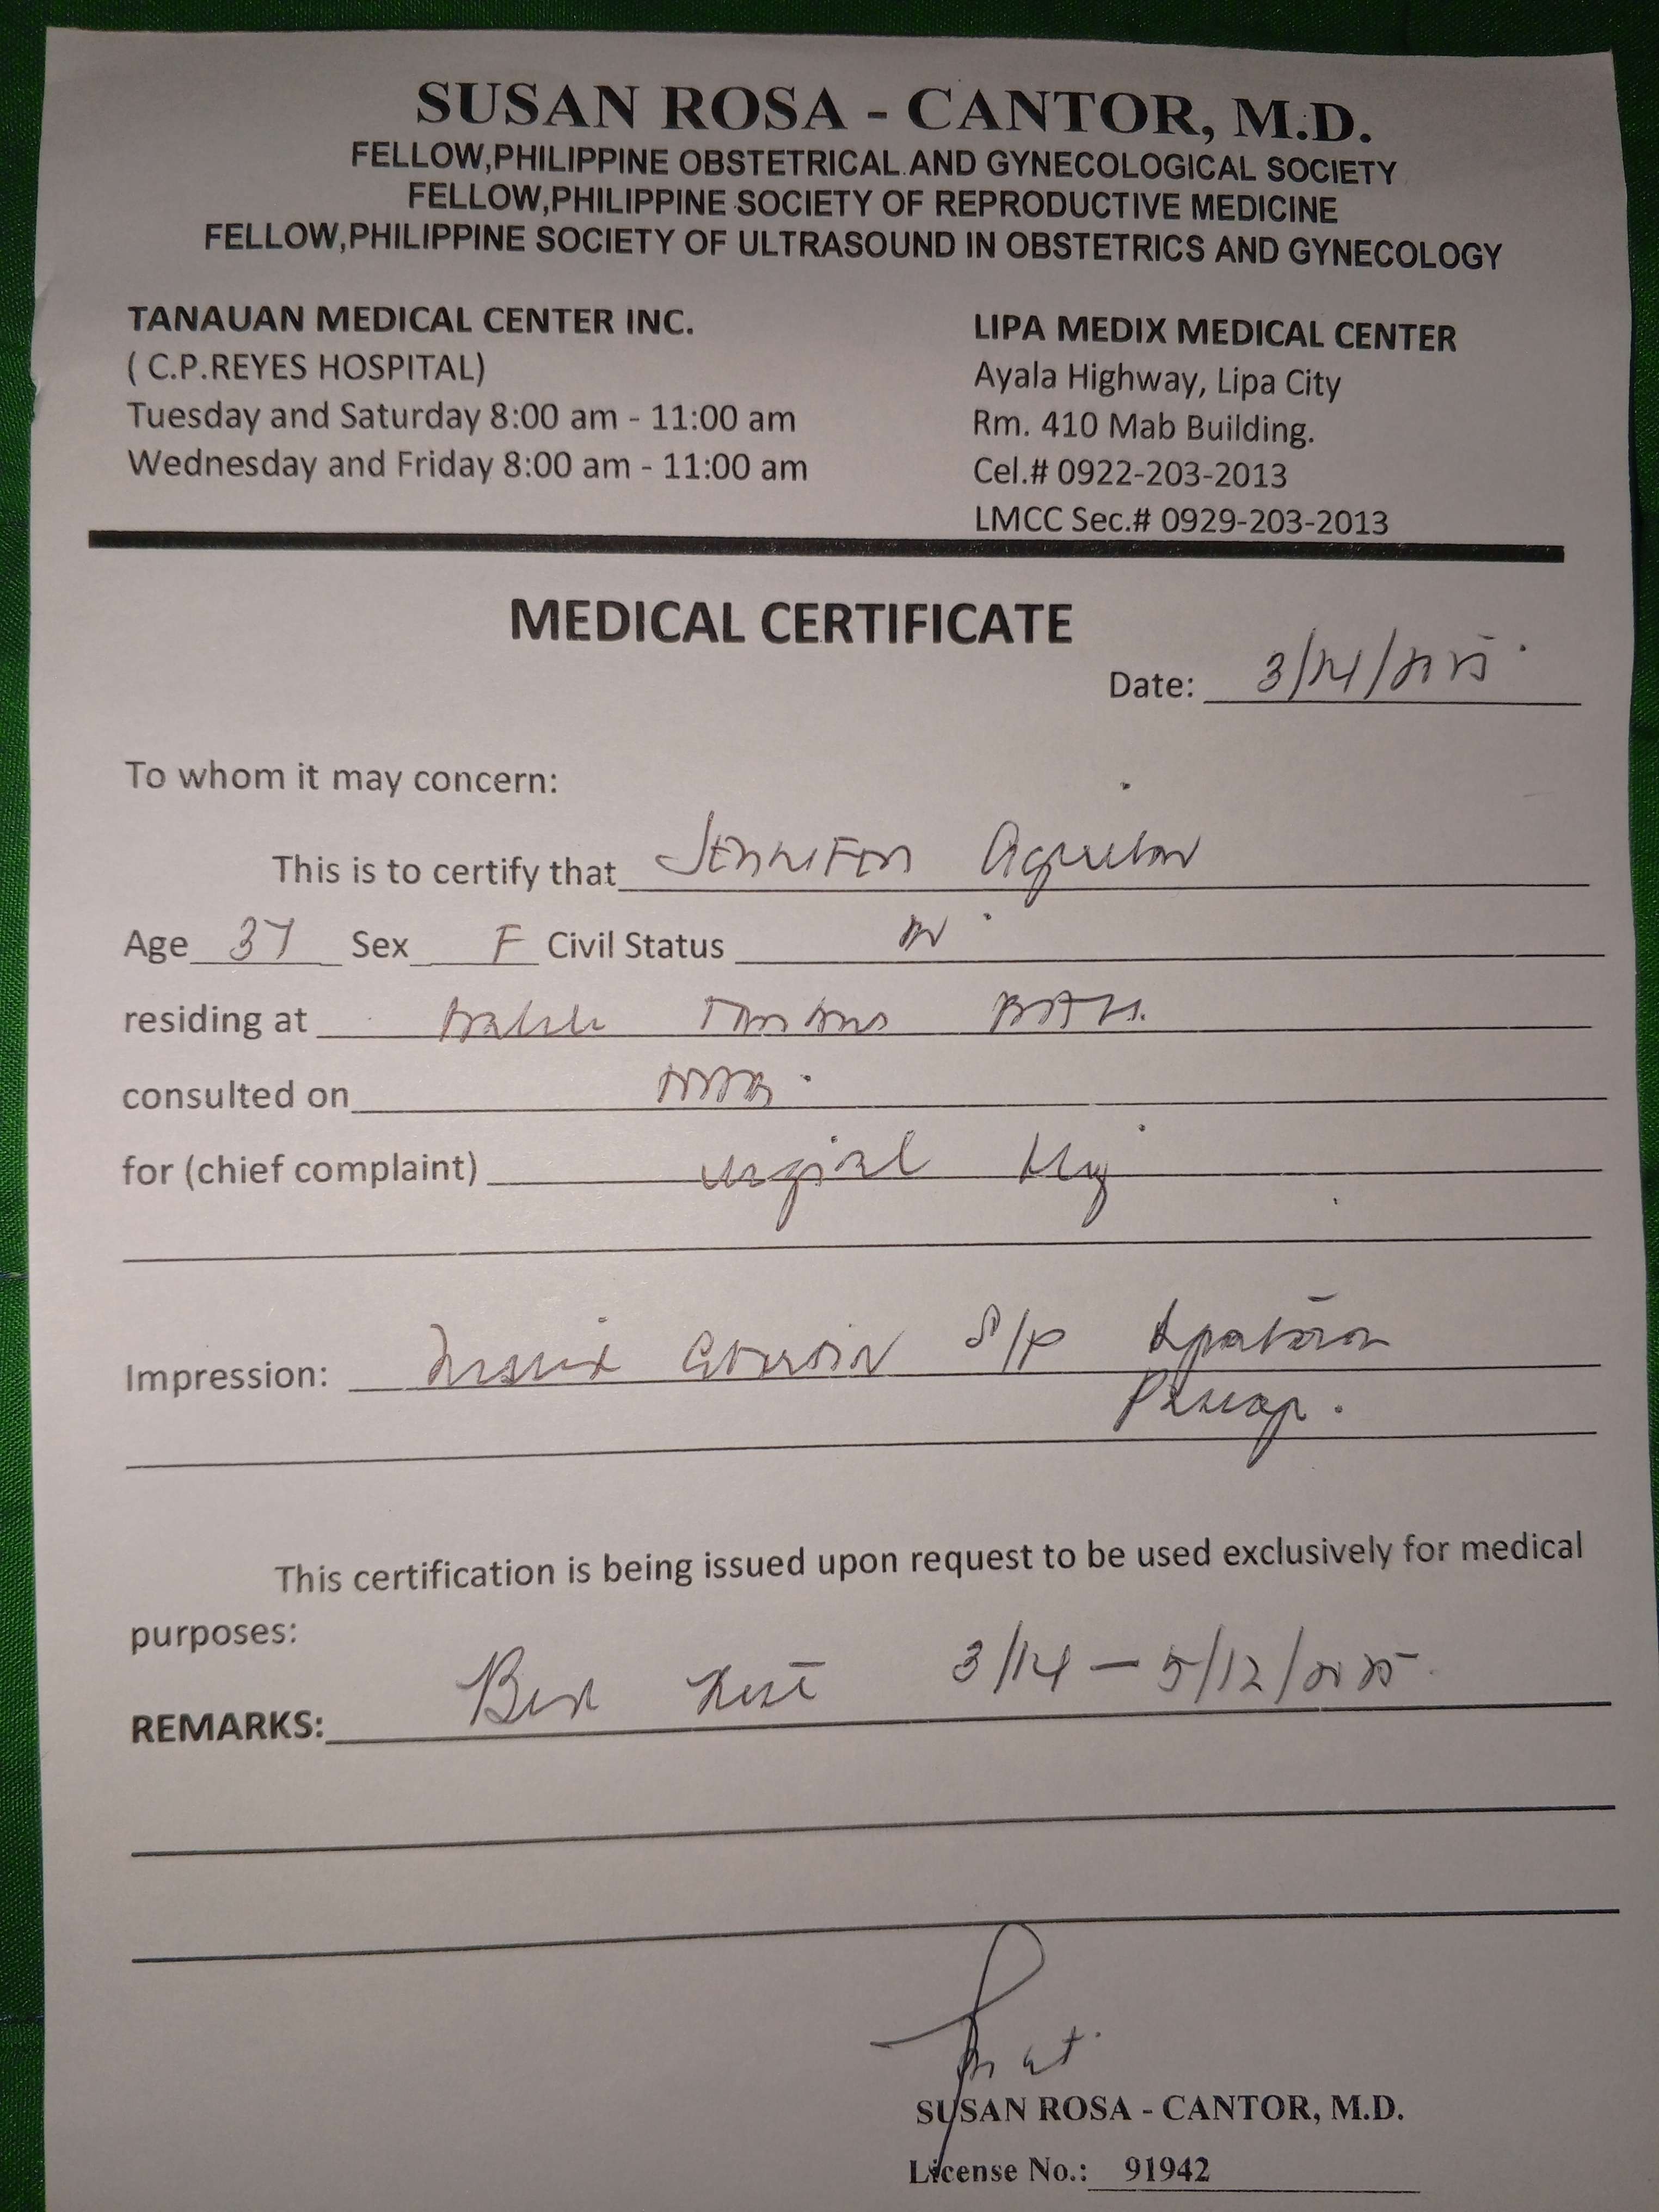 SUSAN ROSA - CANTOR, M.D.
FELLOW,PHILIPPINE OBSTETRICAL AND GYNECOLOGICAL SOCIETY
FELLOW,PHILIPPINE SOCIETY OF REPRODUCTIVE MEDICINE
FELLOW,PHILIPPINE SOCIETY OF ULTRASOUND IN OBSTETRICS AND GYNECOLOGY
TANAUAN MEDICAL CENTER INC.
( C.P.REYES HOSPITAL)
Tuesday and Saturday 8:00 am - 11:00 am
Wednesday and Friday 8:00 am - 11:00 am
LIPA MEDIX MEDICAL CENTER
Ayala Highway, Lipa City
Rm. 410 Mab Building.
Cel.# 0922-203-2013
LMCC Sec.# 0929-203-2013
MEDICAL CERTIFICATE
Date: 3/14/2025
To whom it may concern:
This is to certify that Jennifer Aguilar
Age 37 Sex F Civil Status
residing at
consulted on
for (chief complaint) vaginal
Impression: S/P
This certification is being issued upon request to be used exclusively for medical
purposes:
REMARKS: Bed Rest 3/14 - 5/12/2025
SUSAN ROSA - CANTOR, M.D.
License No.: 91942